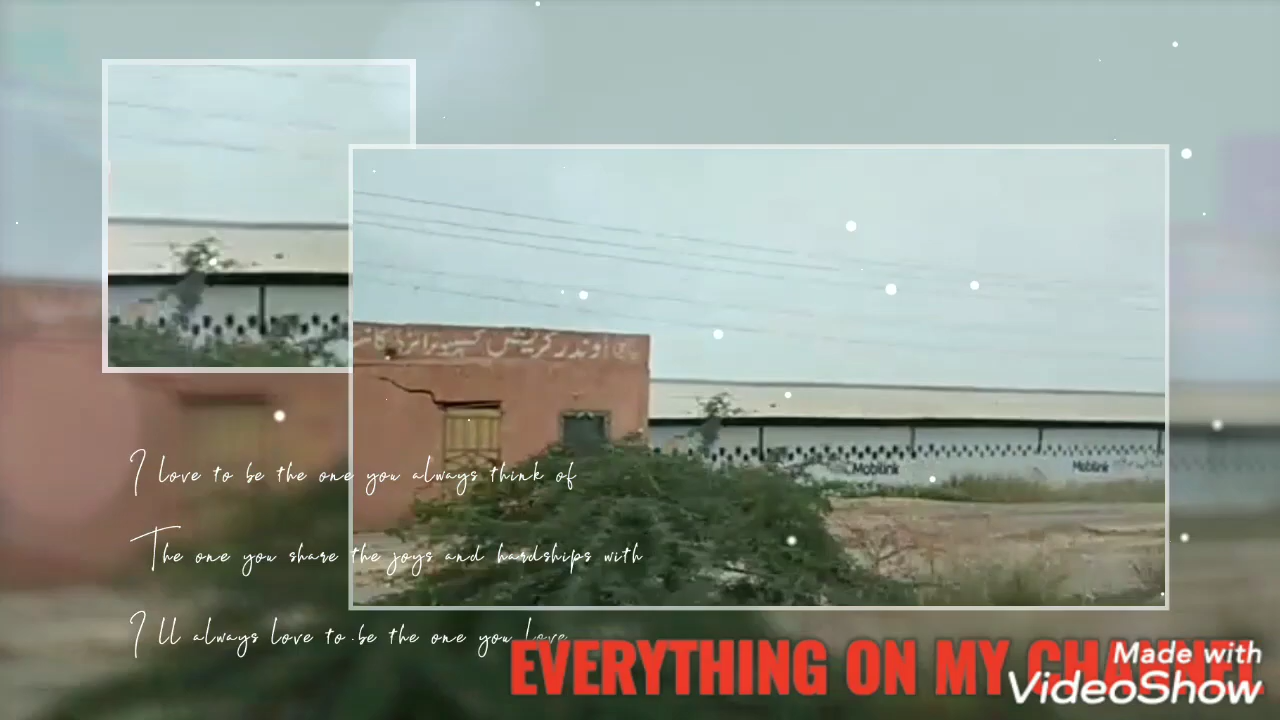 Mobilink Mobilink
I love to be the one you always think of
The one you share the joys and hardships with
I'll always love to be the one you love
EVERYTHING ON MY CHANNEL
Made with
VideoShow